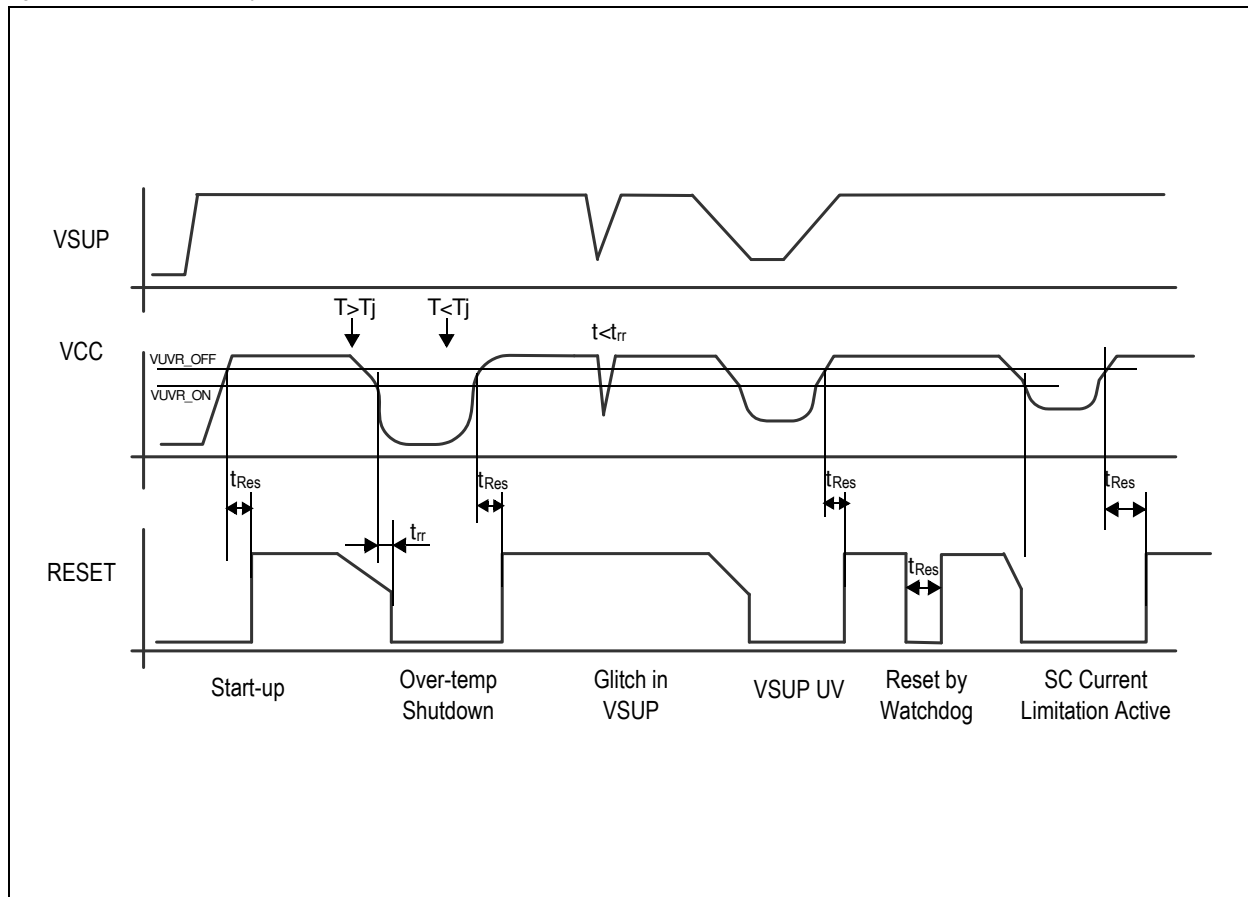 VSUP
T>Tj
T<Tj
t<trr
VCC
VUVR_OFF
VUVR_ON
tRes
tRes
tRes
tRes
trr
RESET
tRes
Start-up
Over-temp
Shutdown
Glitch in
VSUP
VSUP UV
Reset by
Watchdog
SC Current
Limitation Active